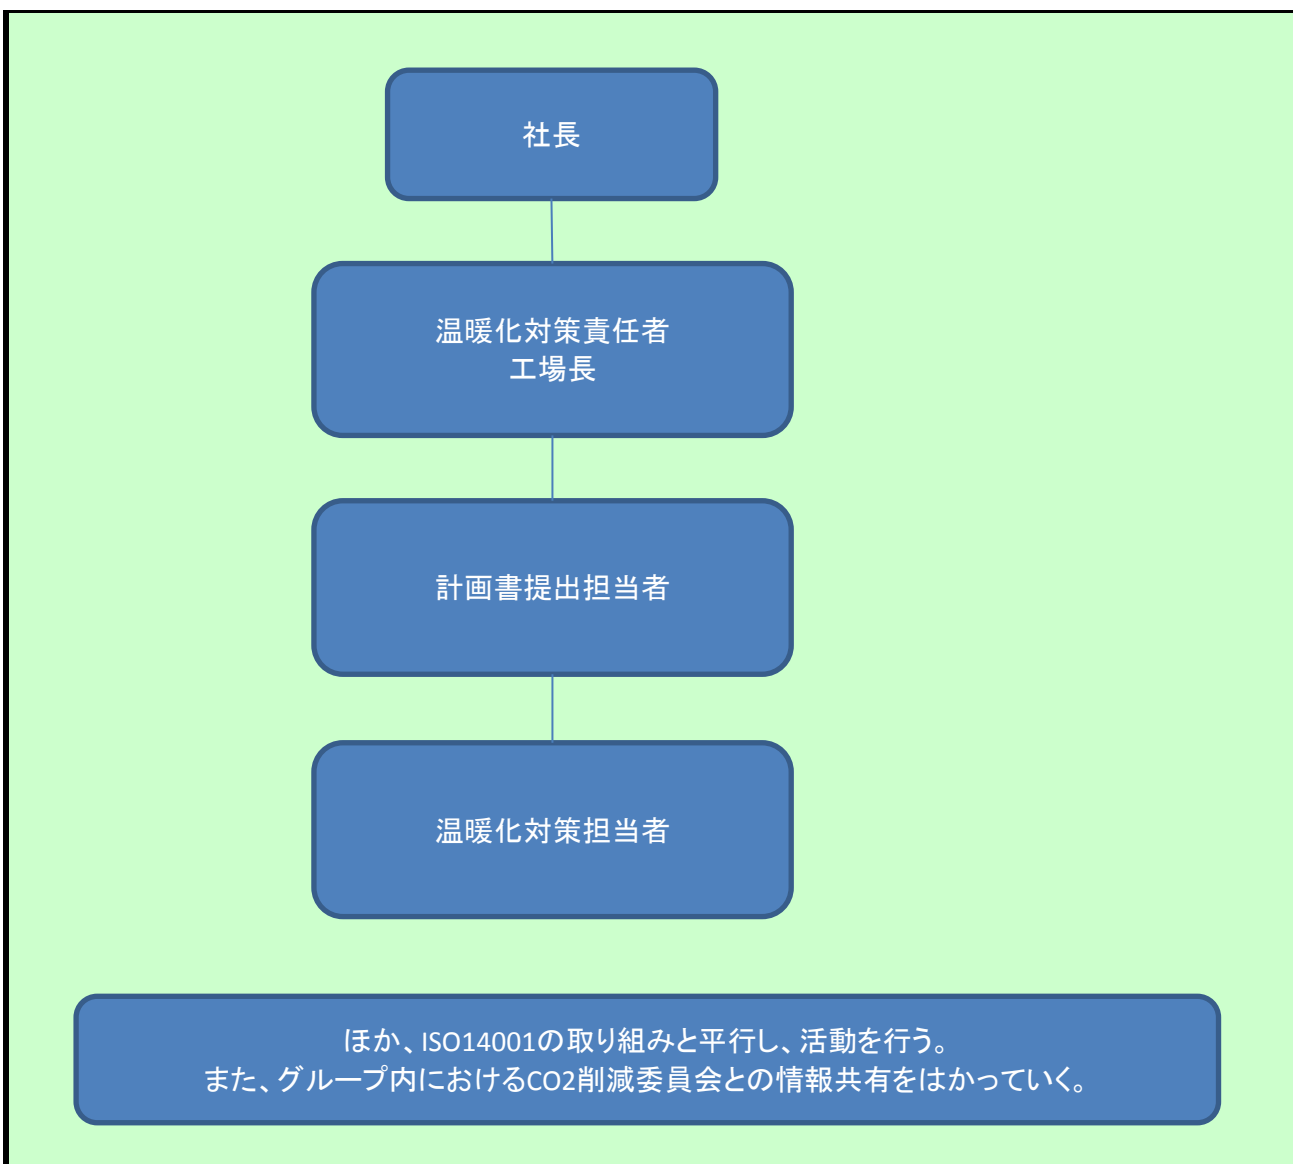 社長
温暖化対策責任者
工場長
計画書提出担当者
温暖化対策担当者
ほか、ISO14001の取り組みと平行し、活動を行う。
また、グループ内におけるCO2削減委員会との情報共有をはかっていく。